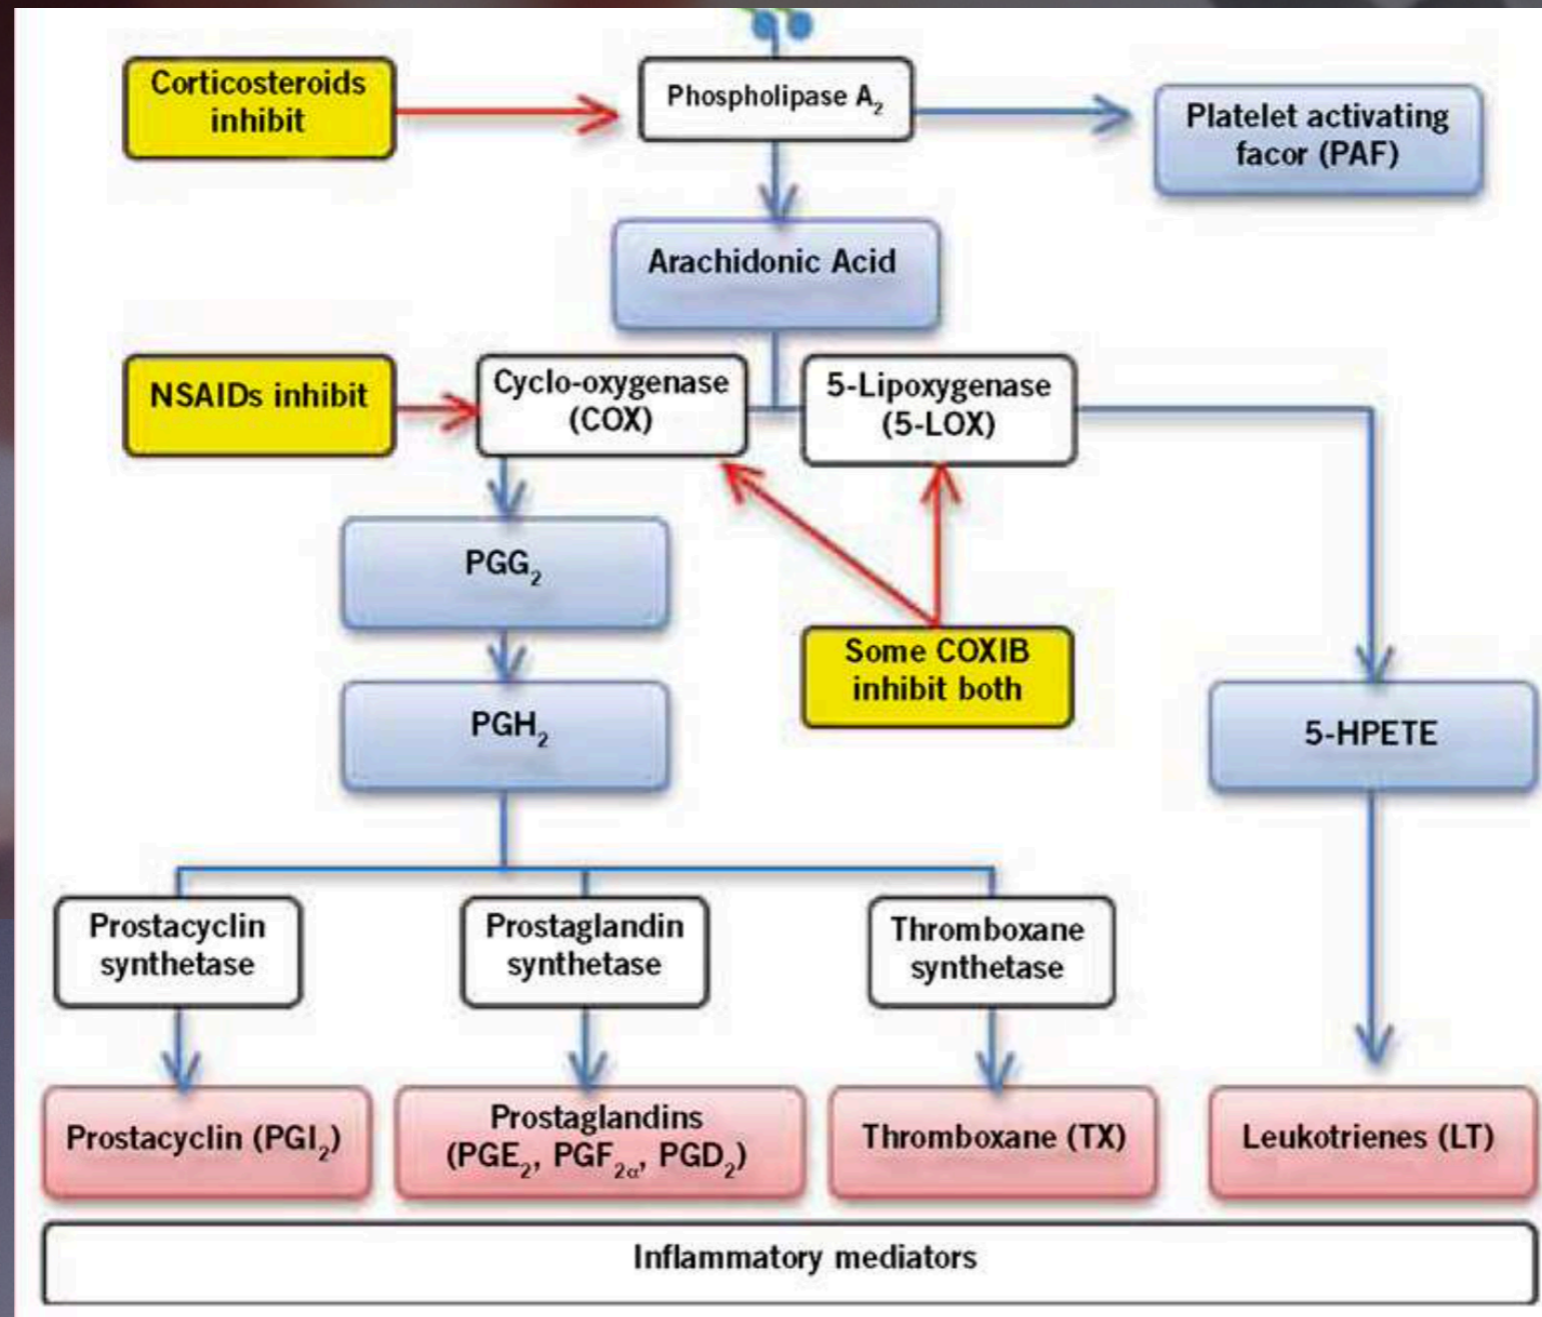 Corticosteroids
inhibit
Phospholipase A₂
Platelet activating
facor (PAF)
Arachidonic Acid
NSAIDs inhibit
Cyclo-oxygenase
(COX)
5-Lipoxygenase
(5-LOX)
PGG₂
Some COXIB
inhibit both
PGH₂
5-HPETE
Prostacyclin
synthetase
Prostaglandin
synthetase
Thromboxane
synthetase
Prostacyclin (PGI₂)
Prostaglandins
(PGE₂, PGF₂α, PGD₂)
Thromboxane (TX)
Leukotrienes (LT)
Inflammatory mediators